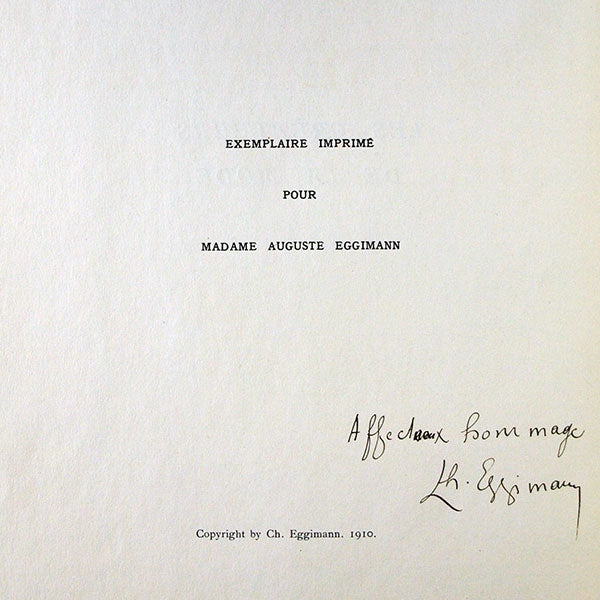 EXEMPLAIRE IMPRIMÉ
POUR
MADAME AUGUSTE EGGIMANN
Affectueux hommage
Ch. Eggimann
Copyright by Ch. Eggimann. 1910.